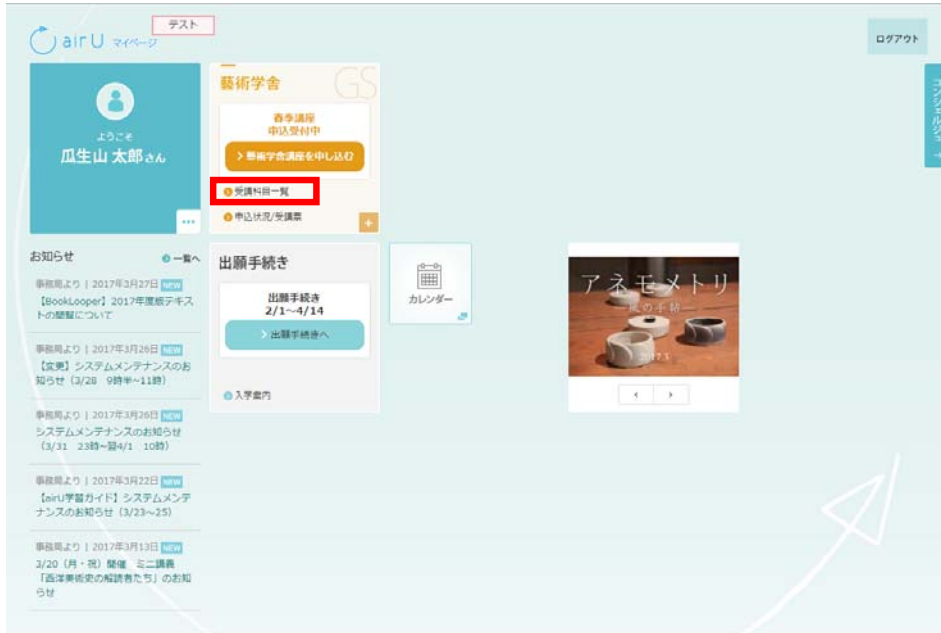 テスト
airU マイページ
ログアウト
コンシェルジュ
ようこそ
瓜生山 太郎さん
藝術学舎
GS
春季講座
申込受付中
藝術学舎講座を申し込む
受講科目一覧
申込状況/受講票
お知らせ
一覧へ
事務局より | 2017年3月27日 NEW
【BookLooper】2017年度版テキス
トの閲覧について
事務局より | 2017年3月26日 NEW
【変更】システムメンテナンスのお
知らせ（3/28 9時半~11時）
事務局より | 2017年3月26日 NEW
システムメンテナンスのお知らせ
（3/31 23時~翌4/1 10時）
事務局より | 2017年3月22日 NEW
【airU学習ガイド】システムメンテ
ナンスのお知らせ（3/23~25）
事務局より | 2017年3月13日 NEW
3/20（月・祝）開催 ミニ講義
「西洋美術史の解読者たち」のお知
らせ
出願手続き
出願手続き
2/1~4/14
出願手続きへ
入学案内
カレンダー
アネモメトリ
―風の手帖―
2017.3